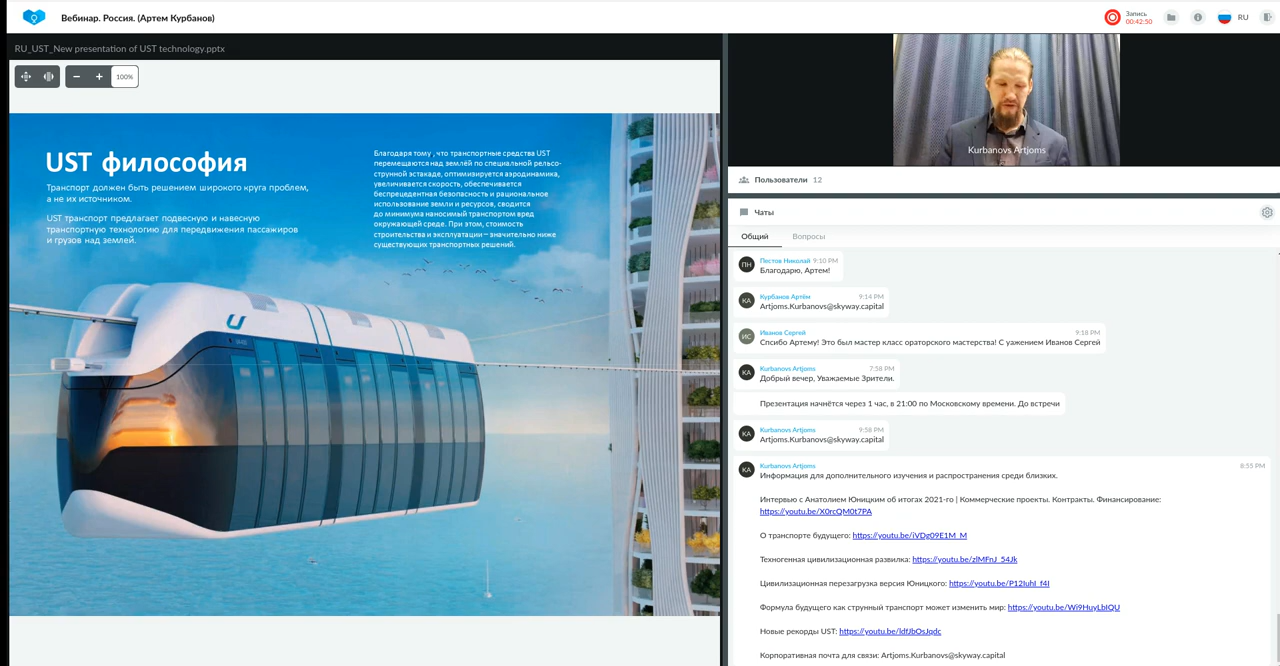 Вебинар. Россия. (Артем Курбанов)
Запись
00:42:50
RU
RU_UST_New presentation of UST technology.pptx
100%
UST философия
Транспорт должен быть решением широкого круга проблем,
а не их источником.
UST транспорт предлагает подвесную и навесную
транспортную технологию для передвижения пассажиров
и грузов над землей.
Благодаря тому , что транспортные средства UST
перемещаются над землёй по специальной рельсо-
струнной эстакаде, оптимизируется аэродинамика,
увеличивается скорость, обеспечивается
беспрецедентная безопасность и рациональное
использование земли и ресурсов, сводится
до минимума наносимый транспортом вред
окружающей среде. При этом, стоимость
строительства и эксплуатации – значительно ниже
существующих транспортных решений.
Kurbanovs Artjoms
Пользователи 12
Чаты
Общий Вопросы
ПН
Пестов Николай 9:10 PM
Благодарю, Артем!
КА
Курбанов Артём 9:14 PM
Artjoms.Kurbanovs@skyway.capital
ИС
Иванов Сергей 9:18 PM
Спсибо Артему! Это был мастер класс ораторского мастерства! С уажением Иванов Сергей
KA
Kurbanovs Artjoms 7:58 PM
Добрый вечер, Уважаемые Зрители.
Презентация начнётся через 1 час, в 21:00 по Московскому времени. До встречи
KA
Kurbanovs Artjoms 9:58 PM
Artjoms.Kurbanovs@skyway.capital
KA
Kurbanovs Artjoms 8:55 PM
Информация для дополнительного изучения и распространения среди близких.
Интервью с Анатолием Юницким об итогах 2021-го | Коммерческие проекты. Контракты. Финансирование:
https://youtu.be/X0rcQM0t7PA
О транспорте будущего: https://youtu.be/iVDg09E1M_M
Техногенная цивилизационная развилка: https://youtu.be/zlMFnJ_54Jk
Цивилизационная перезагрузка версия Юницкого: https://youtu.be/P12IuhI_f4I
Формула будущего как струнный транспорт может изменить мир: https://youtu.be/Wi9HuyLbIQU
Новые рекорды UST: https://youtu.be/ldfJbOsJqdc
Корпоративная почта для связи: Artjoms.Kurbanovs@skyway.capital